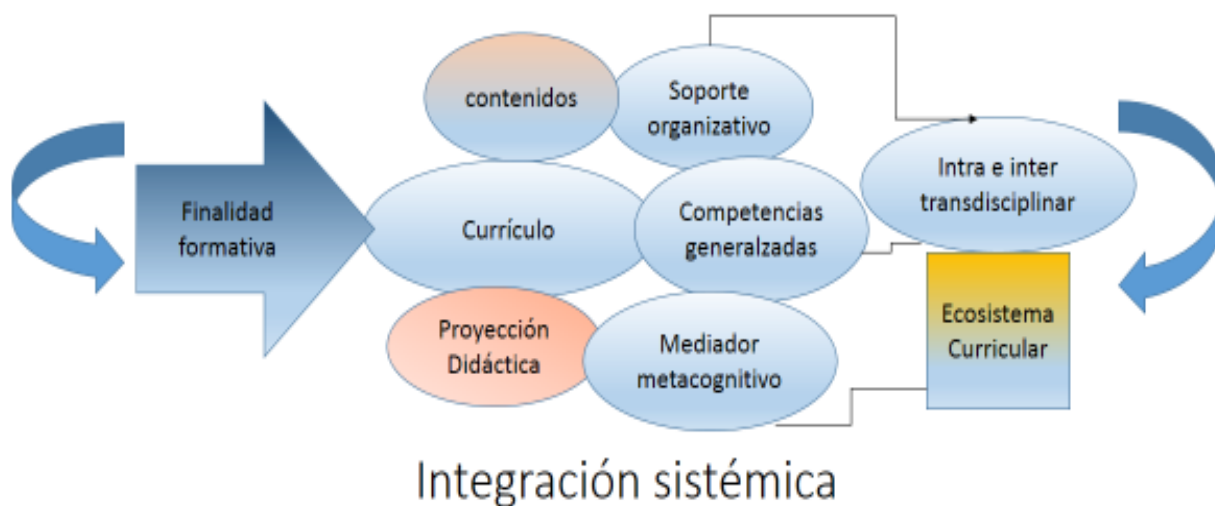 contenidos
Soporte
organizativo
Intra e inter
transdisciplinar
Finalidad
formativa
Currículo
Competencias
generalzadas
Proyección
Didáctica
Mediador
metacognitivo
Ecosistema
Curricular
Integración sistémica